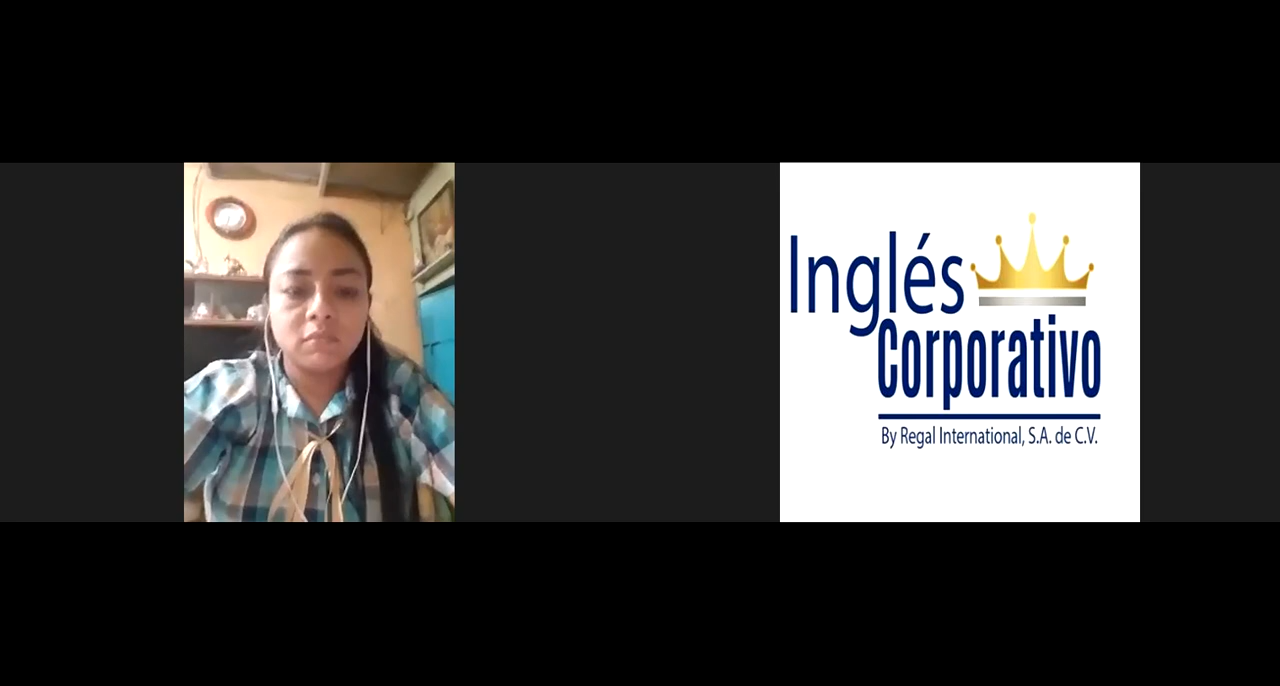 Inglés
Corporativo
By Regal International, S.A. de C.V.